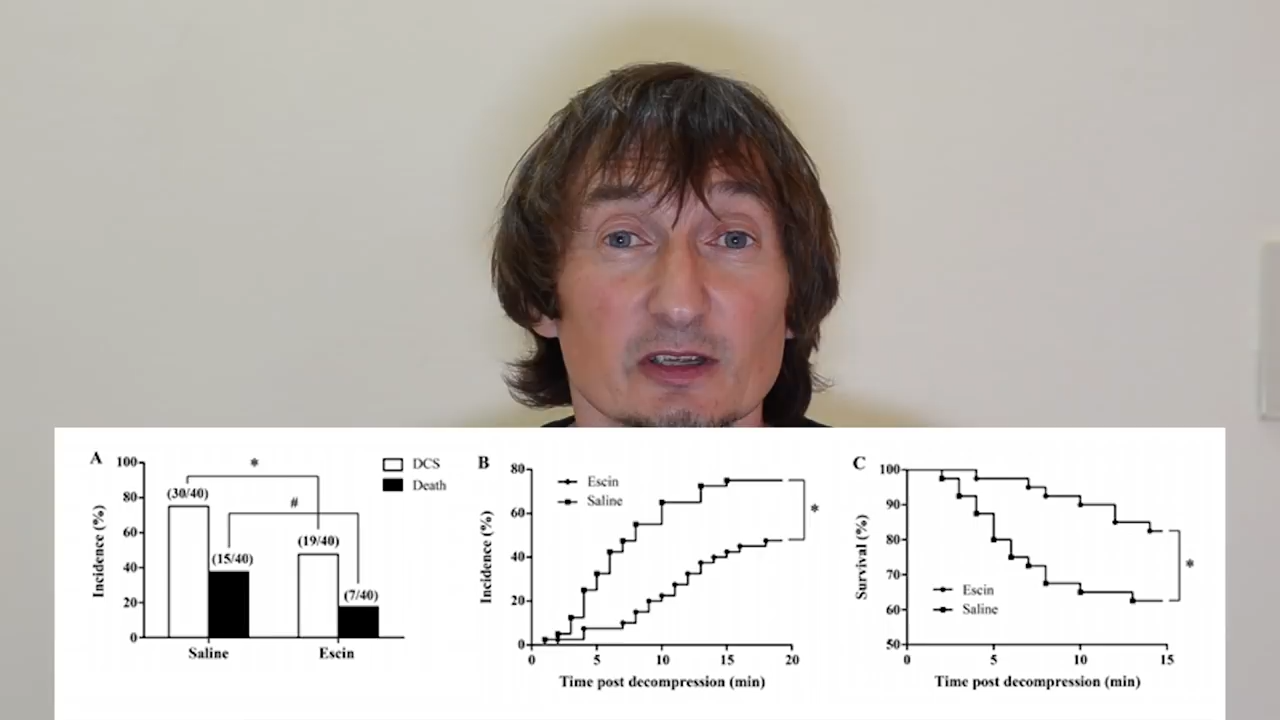 A
100
80
60
40
20
0
Incidence (%)
*
#
(30/40)
(15/40)
(19/40)
(7/40)
DCS
Death
Saline
Escin
B
80
60
40
20
0
Incidence (%)
Escin
Saline
*
0 5 10 15 20
Time post decompression (min)
C
100
90
80
70
60
50
Survival (%)
Escin
Saline
*
0 5 10 15
Time post decompression (min)